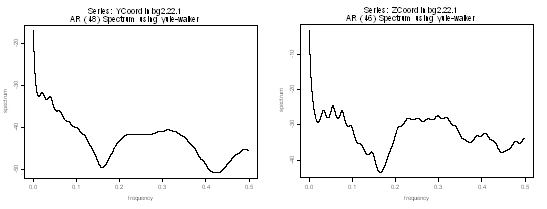 Series: YCoord in bg2.22.1
AR (48) Spectrum using yule-walker
spectrum
-20
-30
-40
-50
0.0 0.1 0.2 0.3 0.4 0.5
frequency
Series: ZCoord in bg2.22.1
AR (46) Spectrum using yule-walker
spectrum
-10
-20
-30
-40
0.0 0.1 0.2 0.3 0.4 0.5
frequency